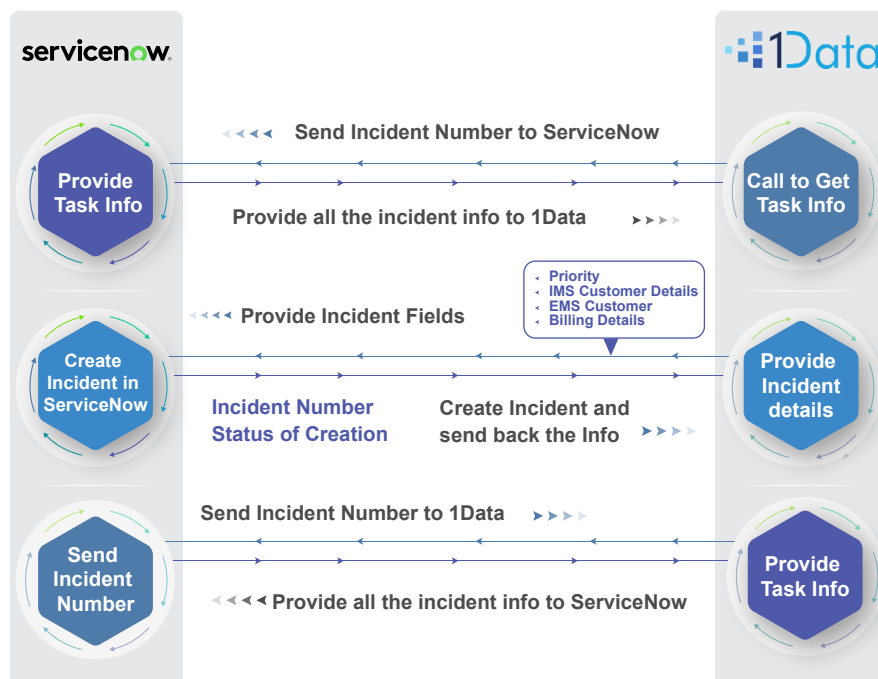 servicenow.
1Data
Send Incident Number to ServiceNow
Provide
Task Info
Call to Get
Task Info
Provide all the incident info to 1Data
Priority
IMS Customer Details
EMS Customer
Billing Details
Provide Incident Fields
Create
Incident in
ServiceNow
Provide
Incident
details
Incident Number
Status of Creation
Create Incident and
send back the Info
Send Incident Number to 1Data
Send
Incident
Number
Provide
Task Info
Provide all the incident info to ServiceNow